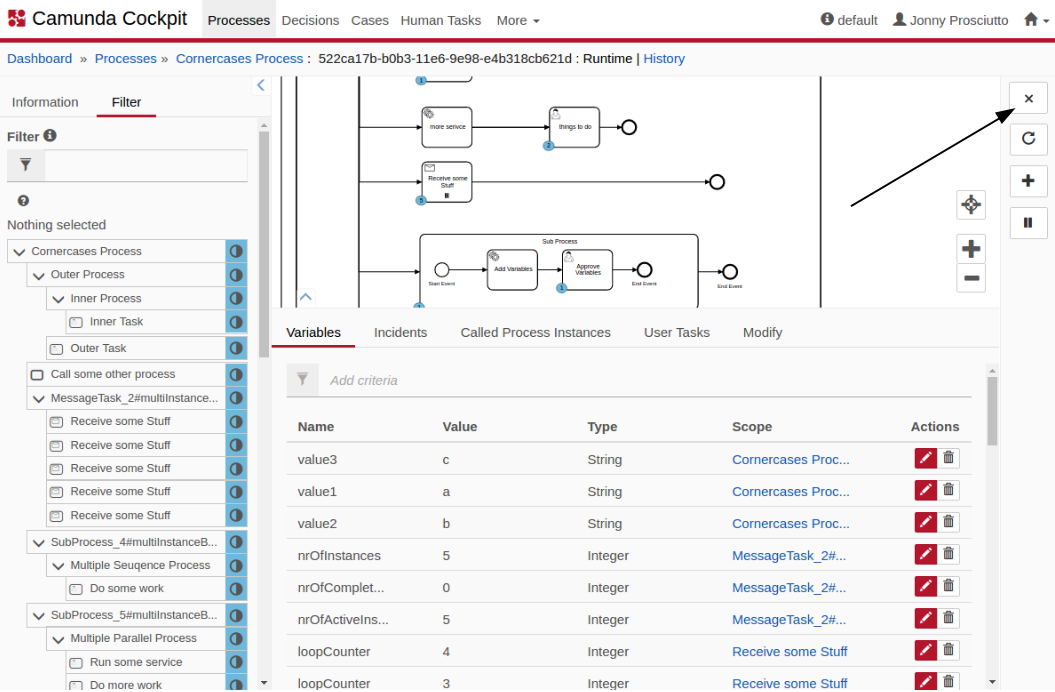 Camunda Cockpit Processes Decisions Cases Human Tasks More default Jonny Prosciutto
Dashboard » Processes » Cornercases Process : 522ca17b-b0b3-11e6-9e98-e4b318cb621d : Runtime | History
Information Filter
Filter
Nothing selected
Cornercases Process
Outer Process
Inner Process
Inner Task
Outer Task
Call some other process
MessageTask_2#multiInstance...
Receive some Stuff
Receive some Stuff
Receive some Stuff
Receive some Stuff
Receive some Stuff
SubProcess_4#multiInstanceB...
Multiple Seuqence Process
Do some work
SubProcess_5#multiInstanceB...
Multiple Parallel Process
Run some service
Do more work
1
more serivce
things to do
2
Receive some
Stuff
5
Sub Process
Start Event
Add Variables
Approve
Variables
1
End Event
End Event
1
Variables Incidents Called Process Instances User Tasks Modify
Add criteria
Name Value Type Scope Actions
value3 c String Cornercases Proc...
value1 a String Cornercases Proc...
value2 b String Cornercases Proc...
nrOfInstances 5 Integer MessageTask_2#...
nrOfComplet... 0 Integer MessageTask_2#...
nrOfActiveIns... 5 Integer MessageTask_2#...
loopCounter 4 Integer Receive some Stuff
loopCounter 3 Integer Receive some Stuff